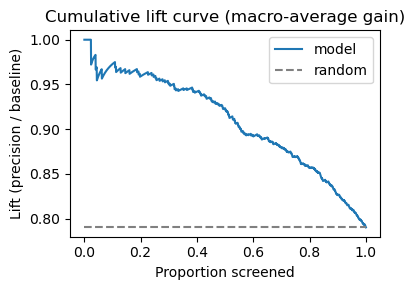 Cumulative lift curve (macro-average gain)
1.00
0.95
0.90
0.85
0.80
Lift (precision / baseline)
model
random
0.0 0.2 0.4 0.6 0.8 1.0
Proportion screened